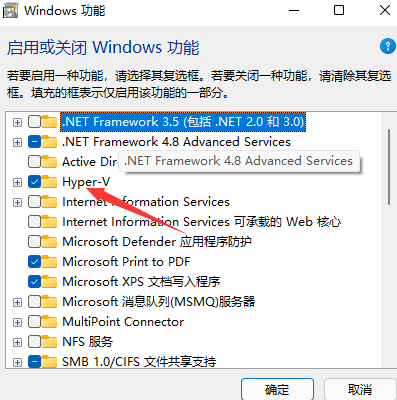 Windows 功能
启用或关闭 Windows 功能
?
若要启用一种功能，请选择其复选框。若要关闭一种功能，请清除其复选
框。填充的框表示仅启用该功能的一部分。
.NET Framework 3.5 (包括 .NET 2.0 和 3.0)
.NET Framework 4.8 Advanced Services
Active Dir
.NET Framework 4.8 Advanced Services
Hyper-V
Internet Information Services
Internet Information Services 可承载的 Web 核心
Microsoft Defender 应用程序防护
Microsoft Print to PDF
Microsoft XPS 文档写入程序
Microsoft 消息队列(MSMQ)服务器
MultiPoint Connector
NFS 服务
SMB 1.0/CIFS 文件共享支持
确定
取消